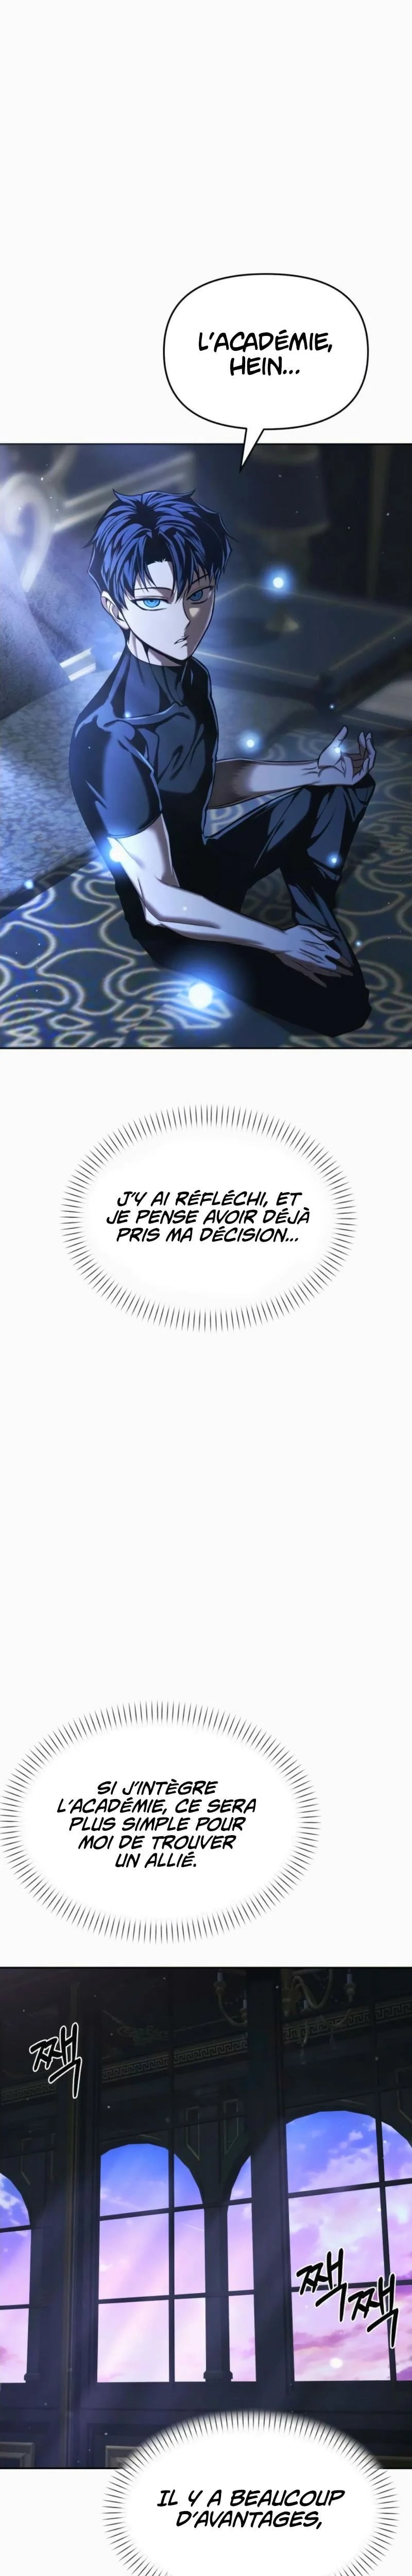 L'ACADÉMIE,
HEIN...
J'Y AI RÉFLÉCHI, ET
JE PENSE AVOIR DÉJÀ
PRIS MA DÉCISION...
SI J'INTÈGRE
L'ACADÉMIE, CE SERA
PLUS SIMPLE POUR
MOI DE TROUVER
UN ALLIÉ.
짹
짹
짹
IL Y A BEAUCOUP
D'AVANTAGES,